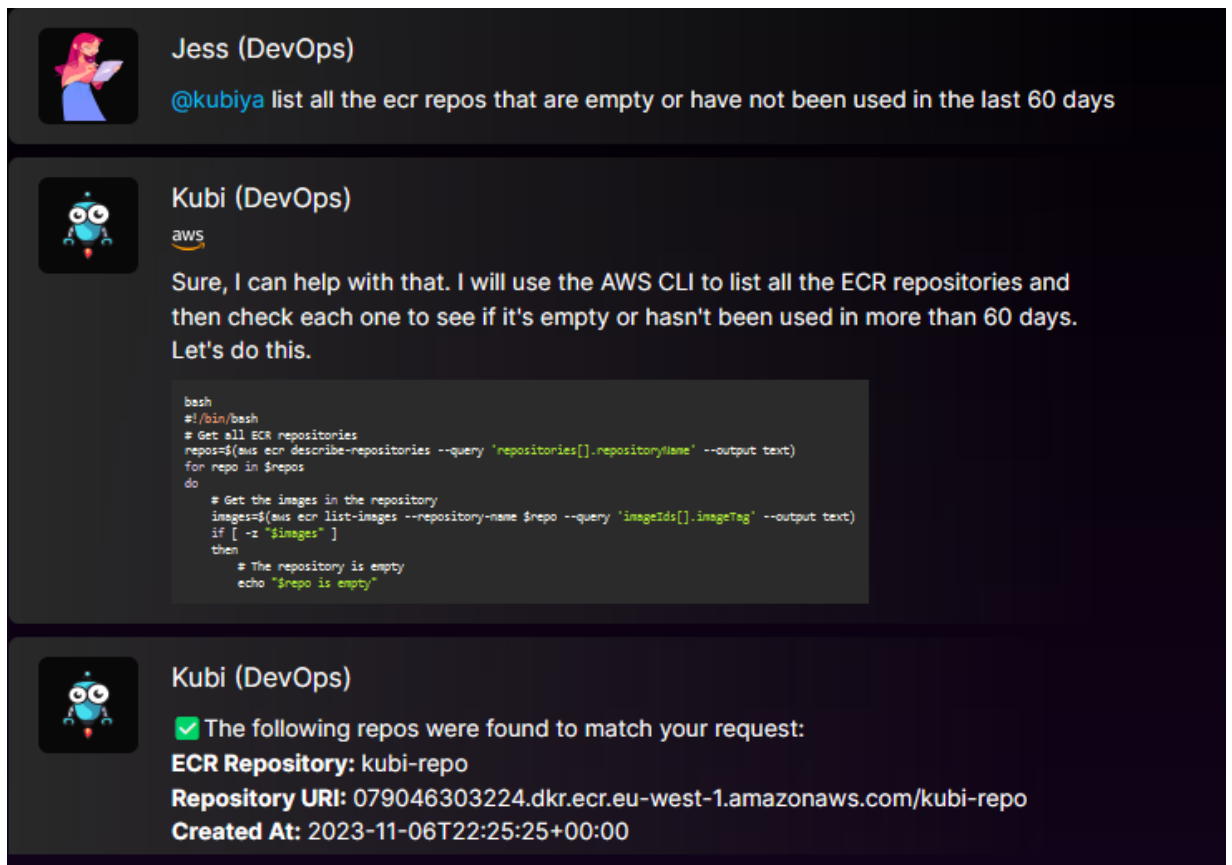 Jess (DevOps)
@kubiya list all the ecr repos that are empty or have not been used in the last 60 days
Kubi (DevOps)
aws
Sure, I can help with that. I will use the AWS CLI to list all the ECR repositories and
then check each one to see if it's empty or hasn't been used in more than 60 days.
Let's do this.
bash
#!/bin/bash
# Get all ECR repositories
repos=$(aws ecr describe-repositories --query 'repositories[].repositoryName' --output text)
for repo in $repos
do
    # Get the images in the repository
    images=$(aws ecr list-images --repository-name $repo --query 'imageIds[].imageTag' --output text)
    if [ -z "$images" ]
    then
        # The repository is empty
        echo "$repo is empty"
Kubi (DevOps)
✅ The following repos were found to match your request:
ECR Repository: kubi-repo
Repository URI: 079046303224.dkr.ecr.eu-west-1.amazonaws.com/kubi-repo
Created At: 2023-11-06T22:25:25+00:00